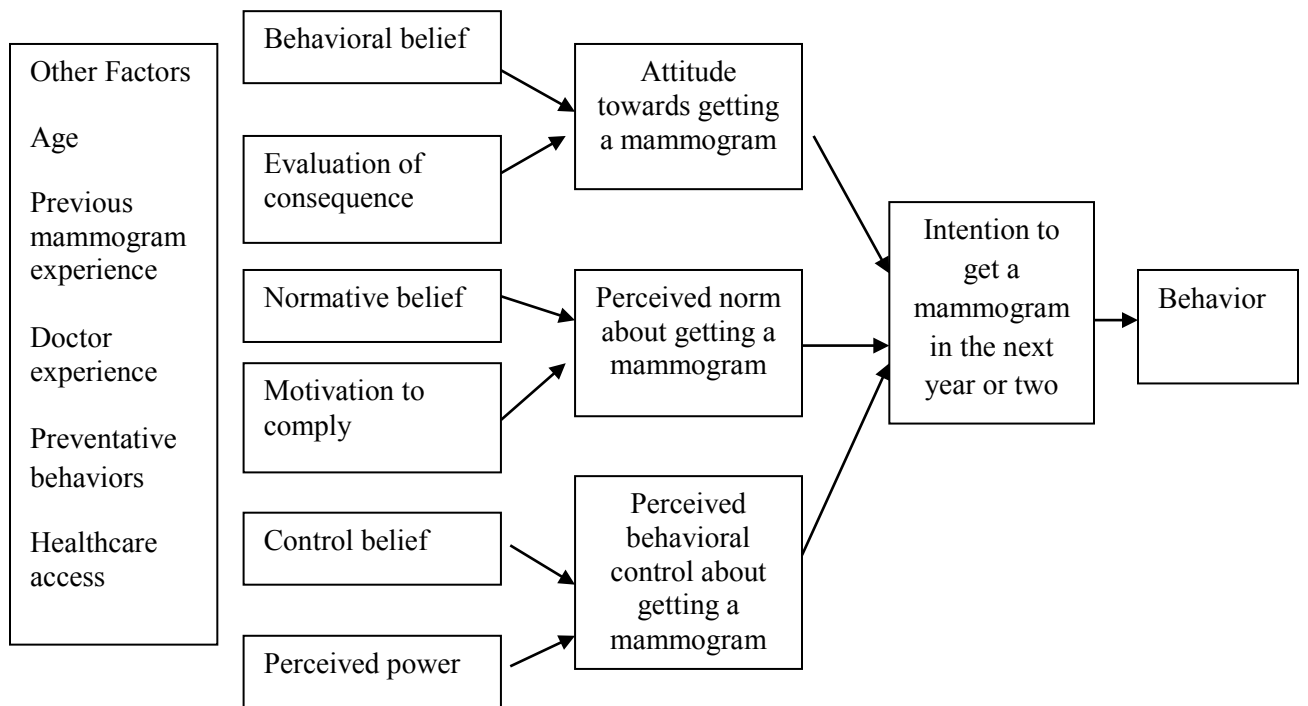 Other Factors
Age
Previous
mammogram
experience
Doctor
experience
Preventative
behaviors
Healthcare
access
Behavioral belief
Evaluation of
consequence
Normative belief
Motivation to
comply
Control belief
Perceived power
Attitude
towards getting
a mammogram
Perceived norm
about getting a
mammogram
Perceived
behavioral
control about
getting a
mammogram
Intention to
get a
mammogram
in the next
year or two
Behavior